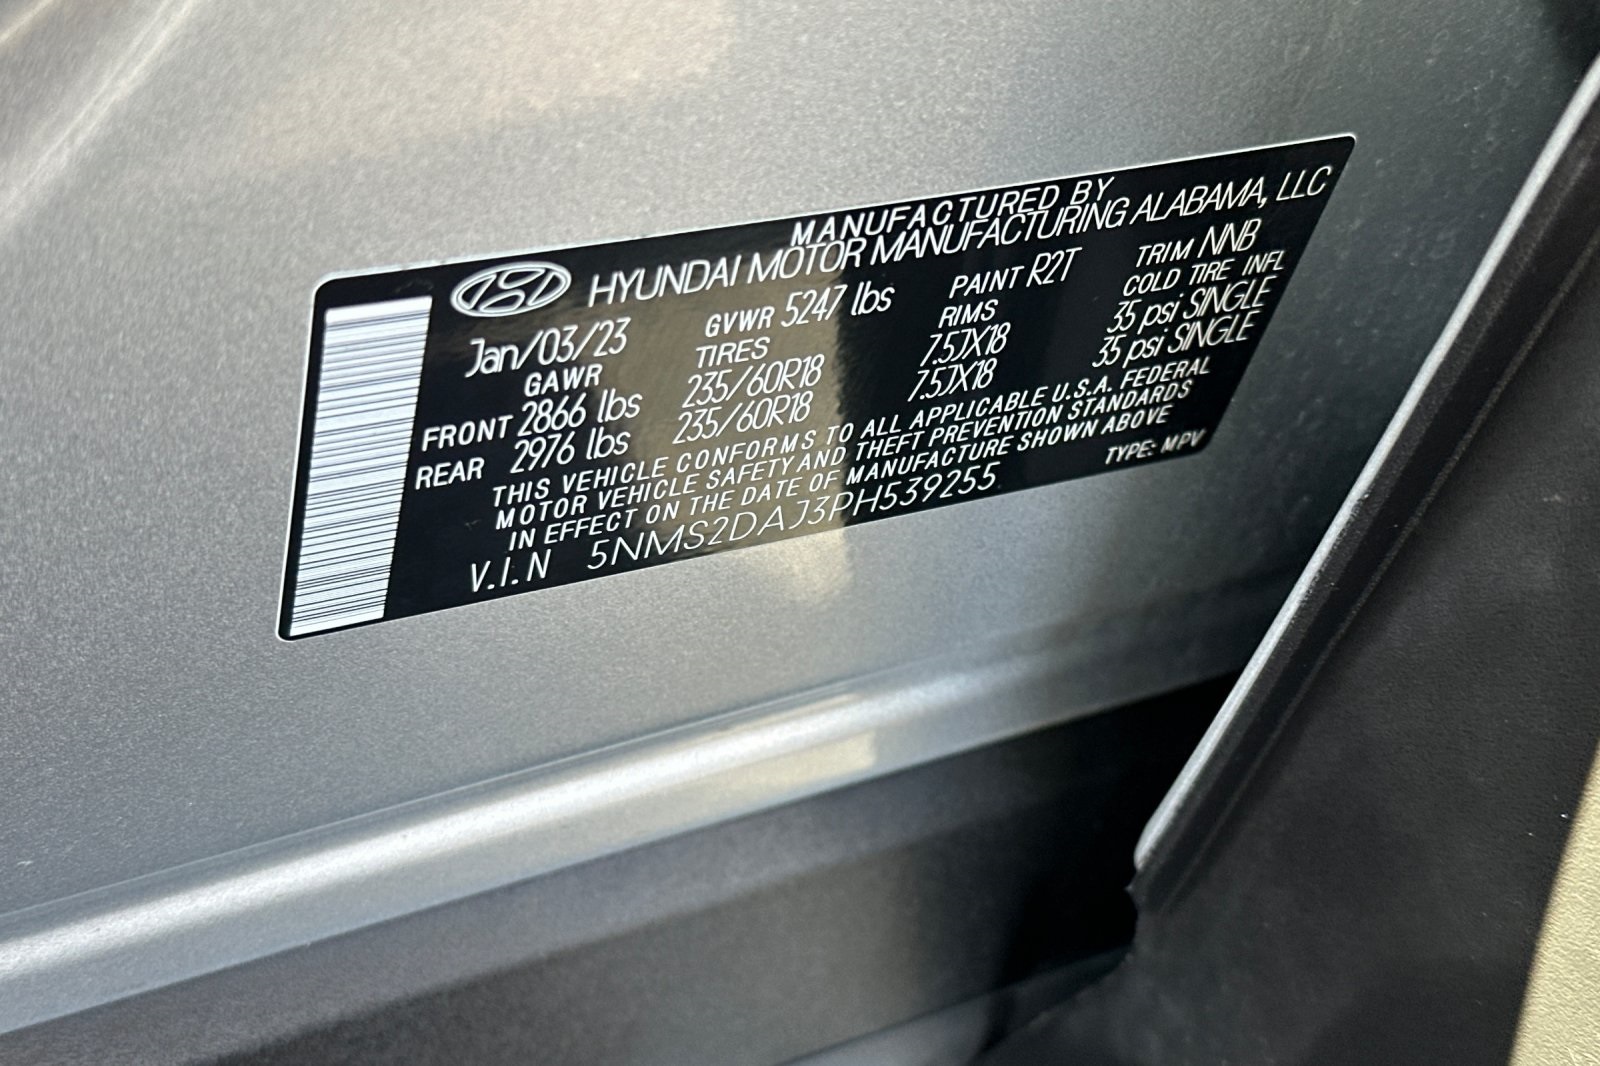 MANUFACTURED BY
HYUNDAI MOTOR MANUFACTURING ALABAMA, LLC
Jan/03/23 GVWR 5247 lbs PAINT R2T TRIM NNB
GAWR TIRES RIMS COLD TIRE INFL
FRONT 2866 lbs 235/60R18 7.5JX18 35 psi SINGLE
REAR 2976 lbs 235/60R18 7.5JX18 35 psi SINGLE
THIS VEHICLE CONFORMS TO ALL APPLICABLE U.S.A. FEDERAL
MOTOR VEHICLE SAFETY AND THEFT PREVENTION STANDARDS
IN EFFECT ON THE DATE OF MANUFACTURE SHOWN ABOVE
V.I.N 5NMS2DAJ3PH539255 TYPE: MPV